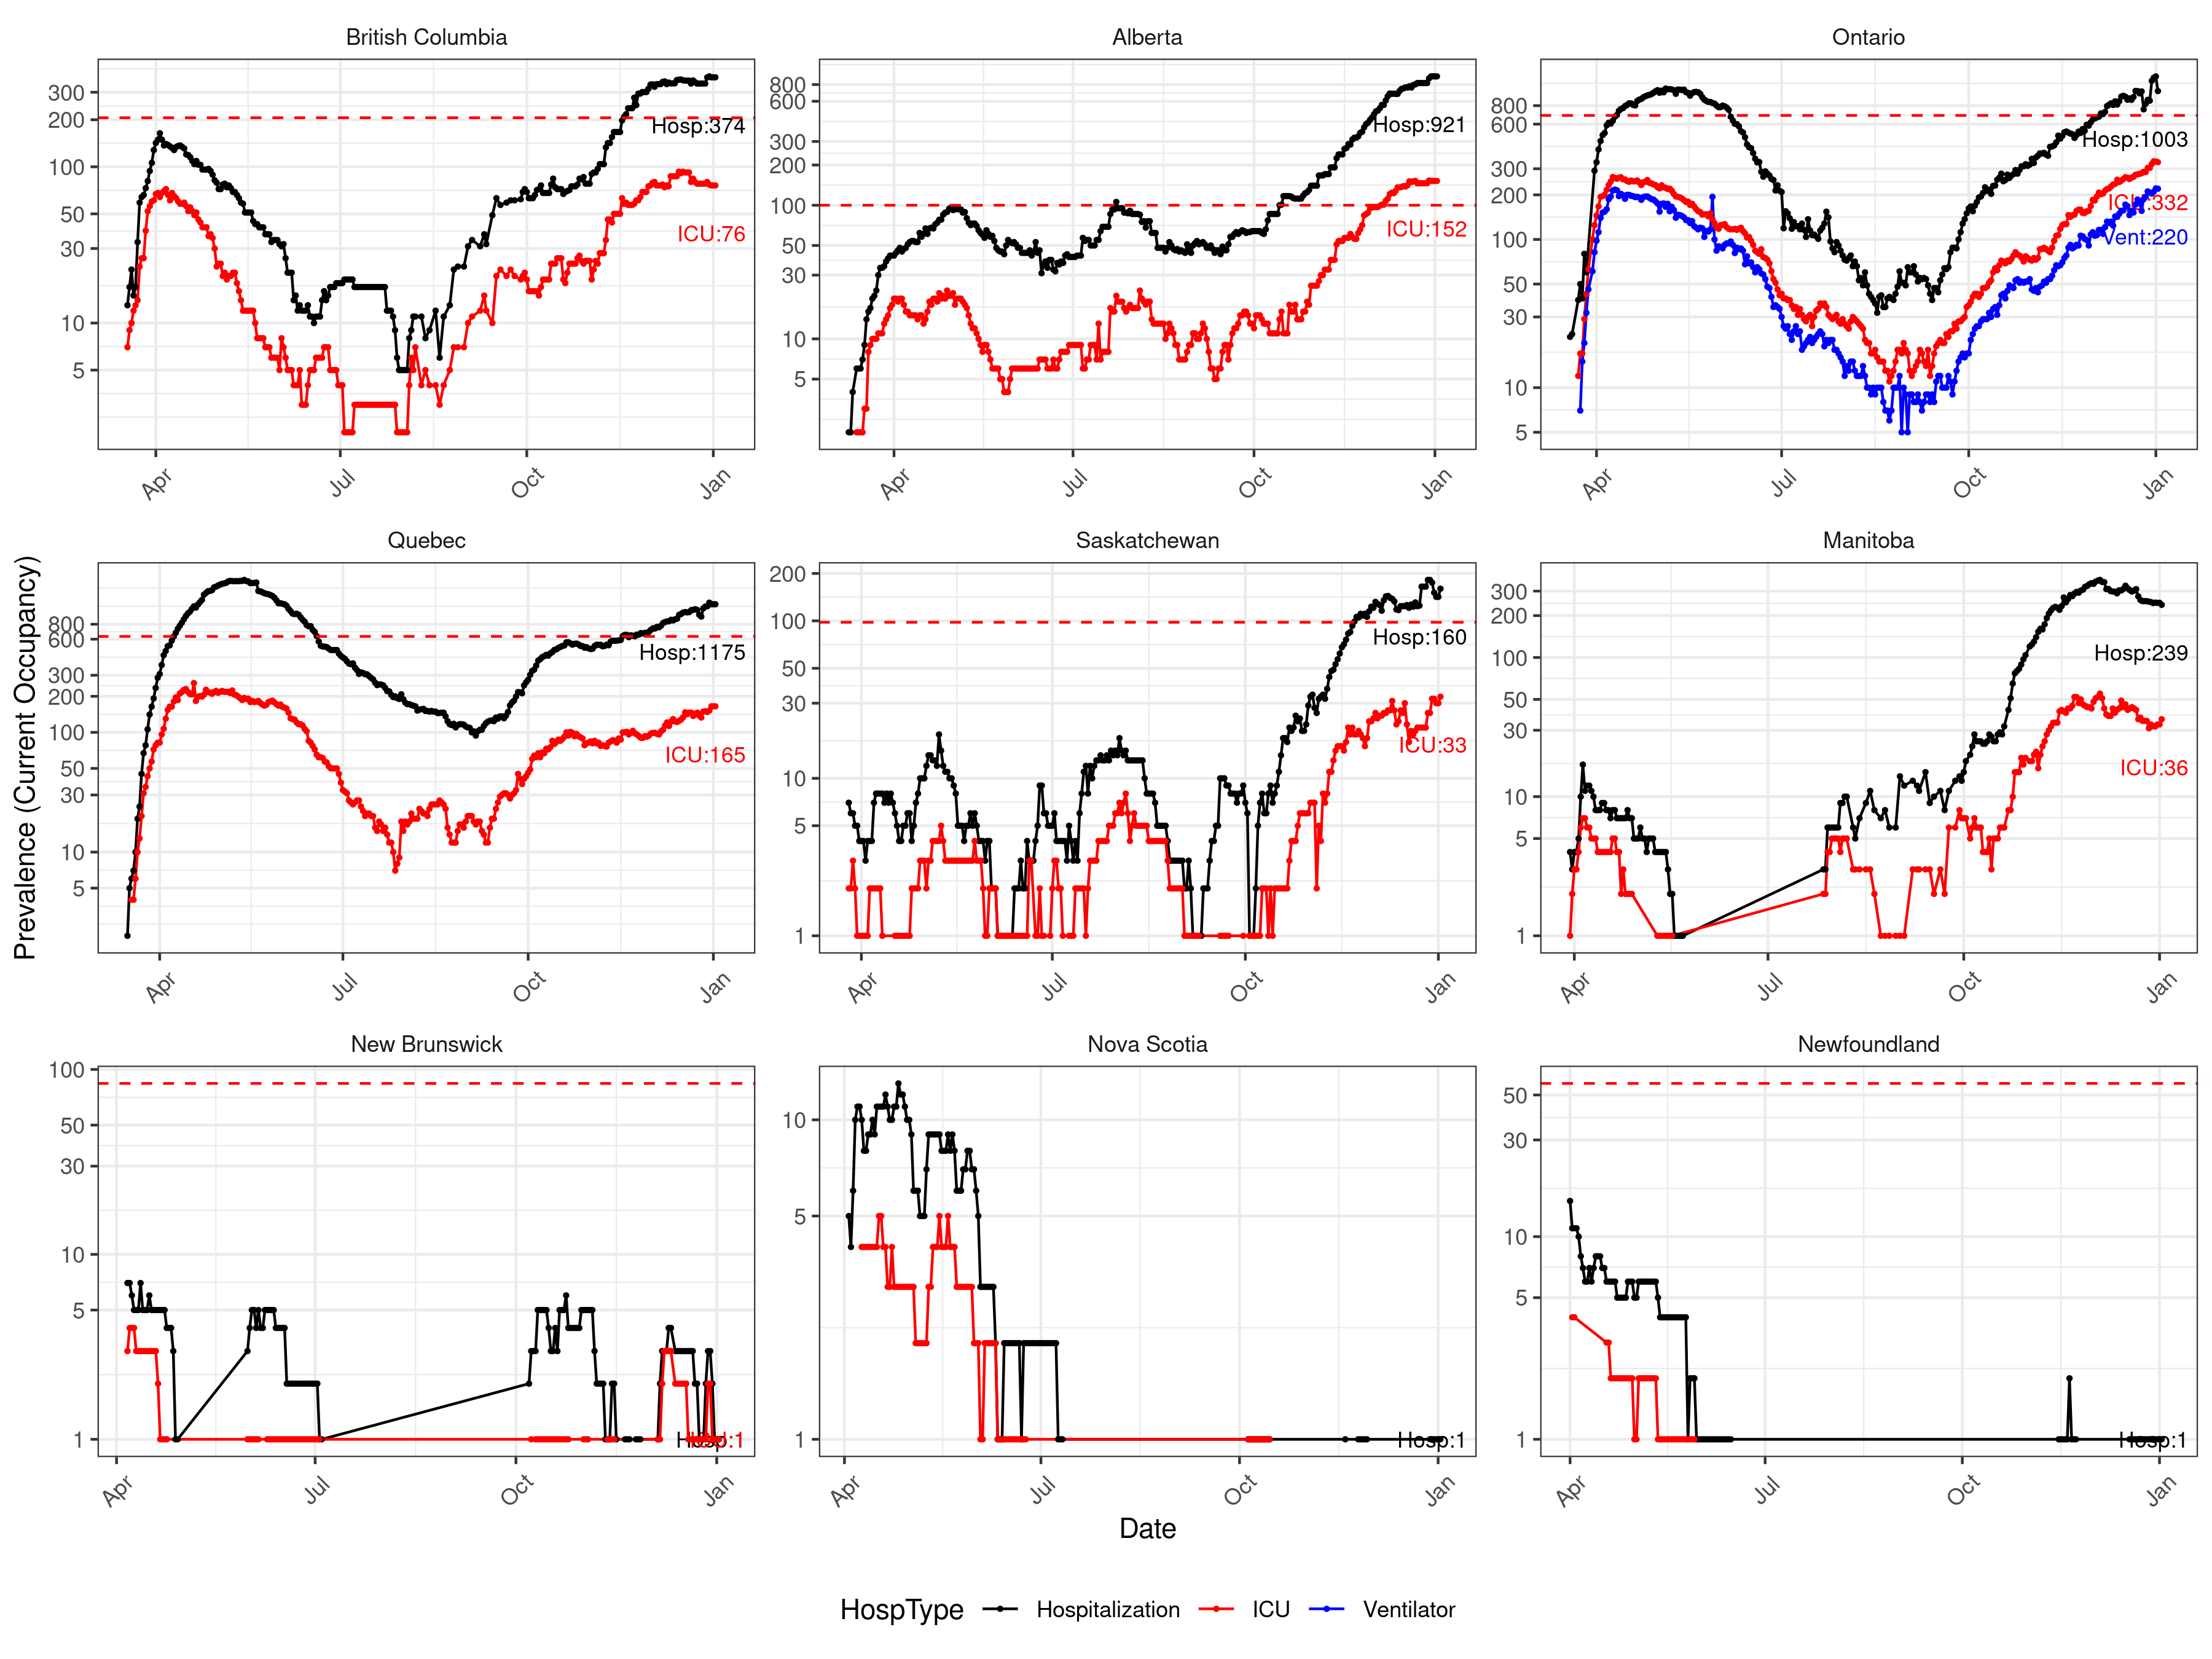 British Columbia
Alberta
Ontario
300
200
100
50
30
10
5
Hosp:374
ICU:76
Apr
Jul
Oct
Jan
800
600
300
200
100
50
30
10
5
Hosp:921
ICU:152
Apr
Jul
Oct
Jan
800
600
300
200
100
50
30
10
5
Hosp:1003
ICU:332
Vent:220
Apr
Jul
Oct
Jan
Prevalence (Current Occupancy)
Quebec
Saskatchewan
Manitoba
800
600
300
200
100
50
30
10
5
Hosp:1175
ICU:165
Apr
Jul
Oct
Jan
200
100
50
30
10
5
1
Hosp:160
ICU:33
Apr
Jul
Oct
Jan
300
200
100
50
30
10
5
1
Hosp:239
ICU:36
Apr
Jul
Oct
Jan
New Brunswick
Nova Scotia
Newfoundland
100
50
30
10
5
1
Apr
Jul
Oct
Jan
10
5
1
Hosp:1
Apr
Jul
Oct
Jan
50
30
10
5
1
Hosp:1
Apr
Jul
Oct
Jan
Date
HospType
Hospitalization
ICU
Ventilator